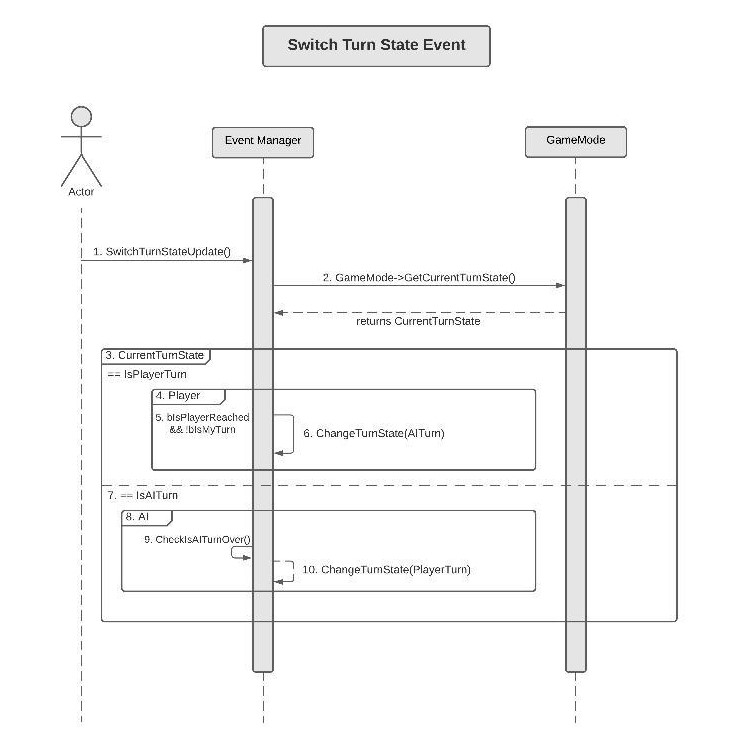 Switch Turn State Event
Event Manager
GameMode
Actor
1. SwitchTurnStateUpdate()
2. GameMode->GetCurrentTurnState()
returns CurrentTurnState
3. CurrentTurnState
== IsPlayerTurn
4. Player
5. bIsPlayerReached
&& !bIsMyTurn
6. ChangeTurnState(AITurn)
7. == IsAITurn
8. AI
9. CheckIsAITurnOver()
10. ChangeTurnState(PlayerTurn)